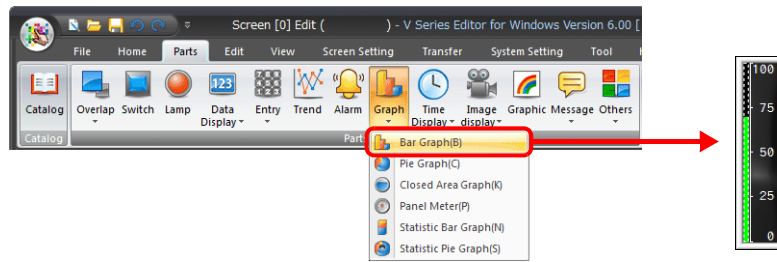 Screen [0] Edit (                ) - V Series Editor for Windows Version 6.00 [
File Home Parts Edit View Screen Setting Transfer System Setting Tool
Catalog Overlap Switch Lamp Data Display Entry Trend Alarm Graph Time Display Image display Graphic Message Others
Catalog Part
Bar Graph(B)
Pie Graph(C)
Closed Area Graph(K)
Panel Meter(P)
Statistic Bar Graph(N)
Statistic Pie Graph(S)
100
75
50
25
0